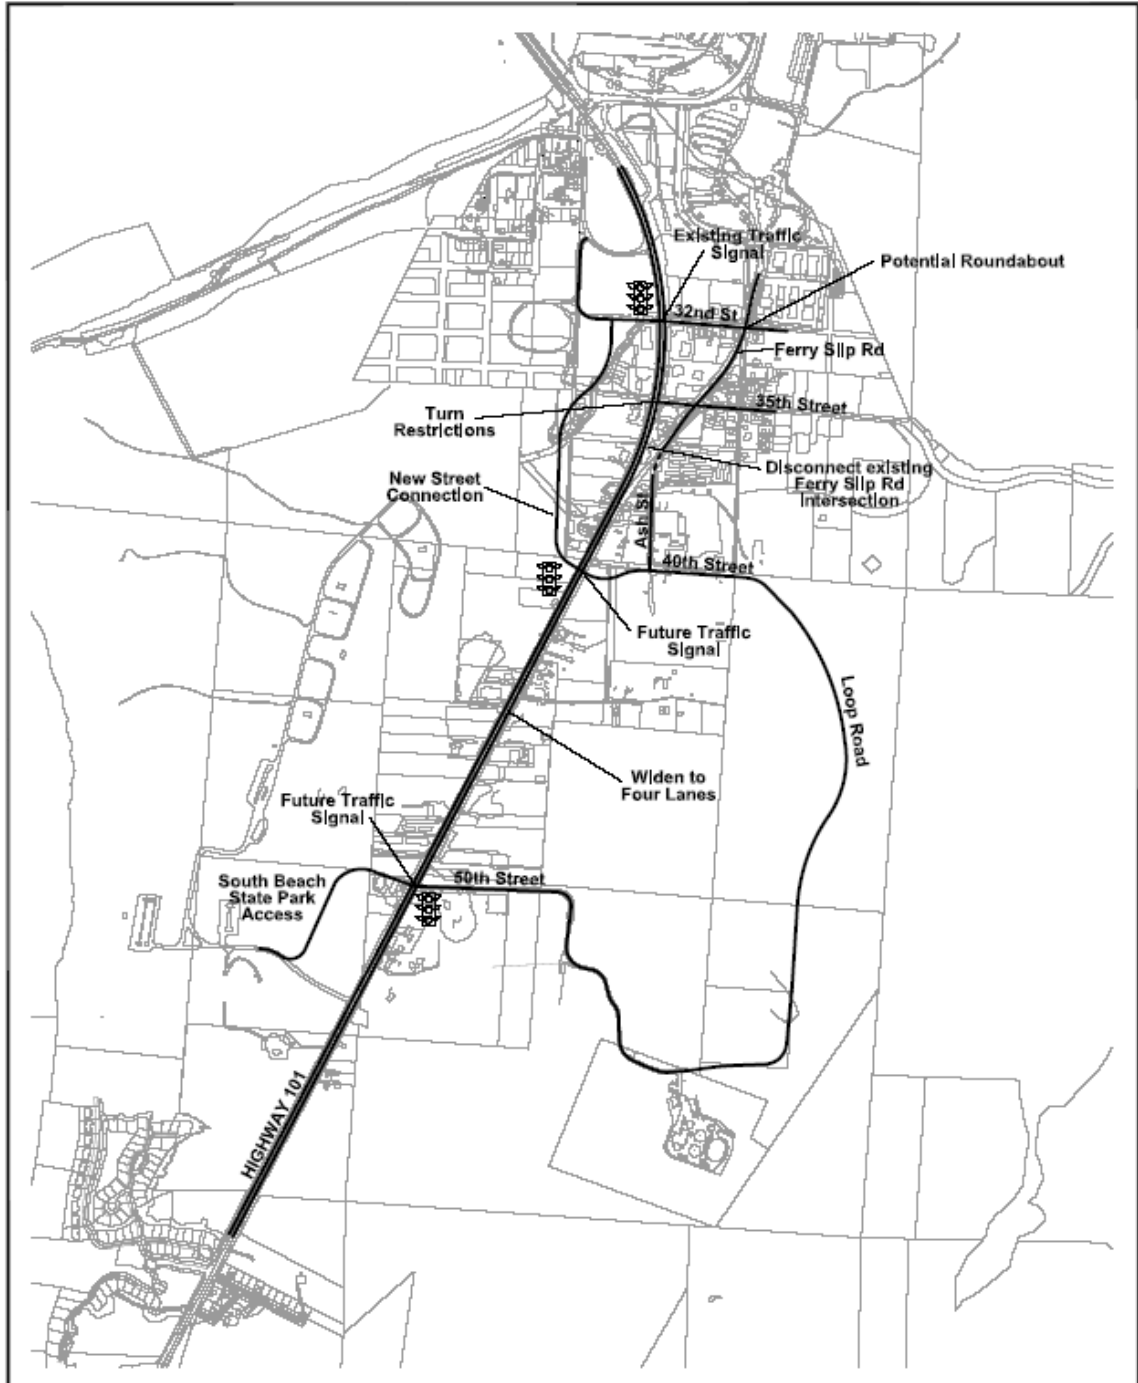 Existing Traffic
Signal
Potential Roundabout
32nd St
Ferry Slip Rd
35th Street
Turn
Restrictions
Disconnect existing
Ferry Slip Rd
Intersection
New Street
Connection
Ash St
40th Street
Future Traffic
Signal
Loop Road
Widen to
Four Lanes
Future Traffic
Signal
50th Street
South Beach
State Park
Access
HIGHWAY 101